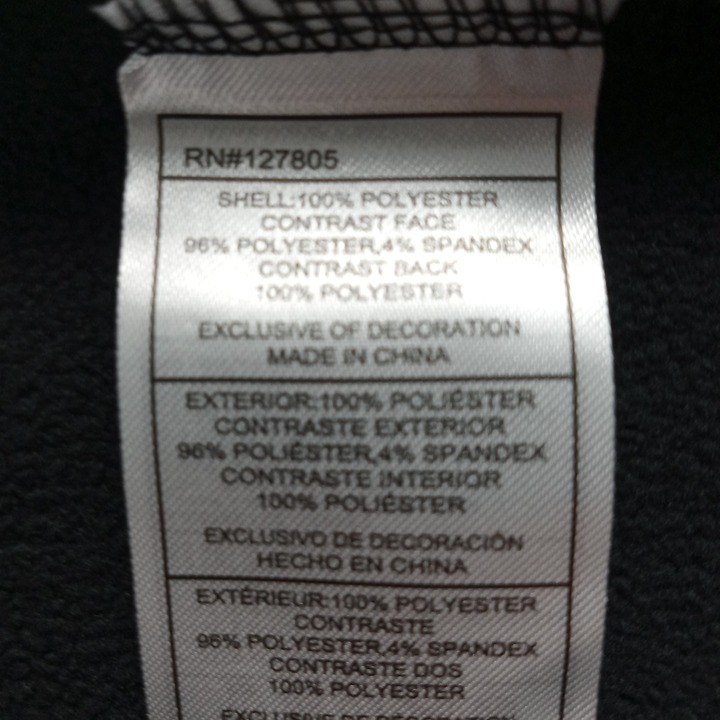 RN#127805
SHELL:100% POLYESTER
CONTRAST FACE
96% POLYESTER,4% SPANDEX
CONTRAST BACK
100% POLYESTER
EXCLUSIVE OF DECORATION
MADE IN CHINA
EXTERIOR:100% POLIÉSTER
CONTRASTE EXTERIOR
96% POLIÉSTER,4% SPANDEX
CONTRASTE INTERIOR
100% POLIÉSTER
EXCLUSIVO DE DECORACIÓN
HECHO EN CHINA
EXTÉRIEUR:100% POLYESTER
CONTRASTE
96% POLYESTER,4% SPANDEX
CONTRASTE DOS
100% POLYESTER